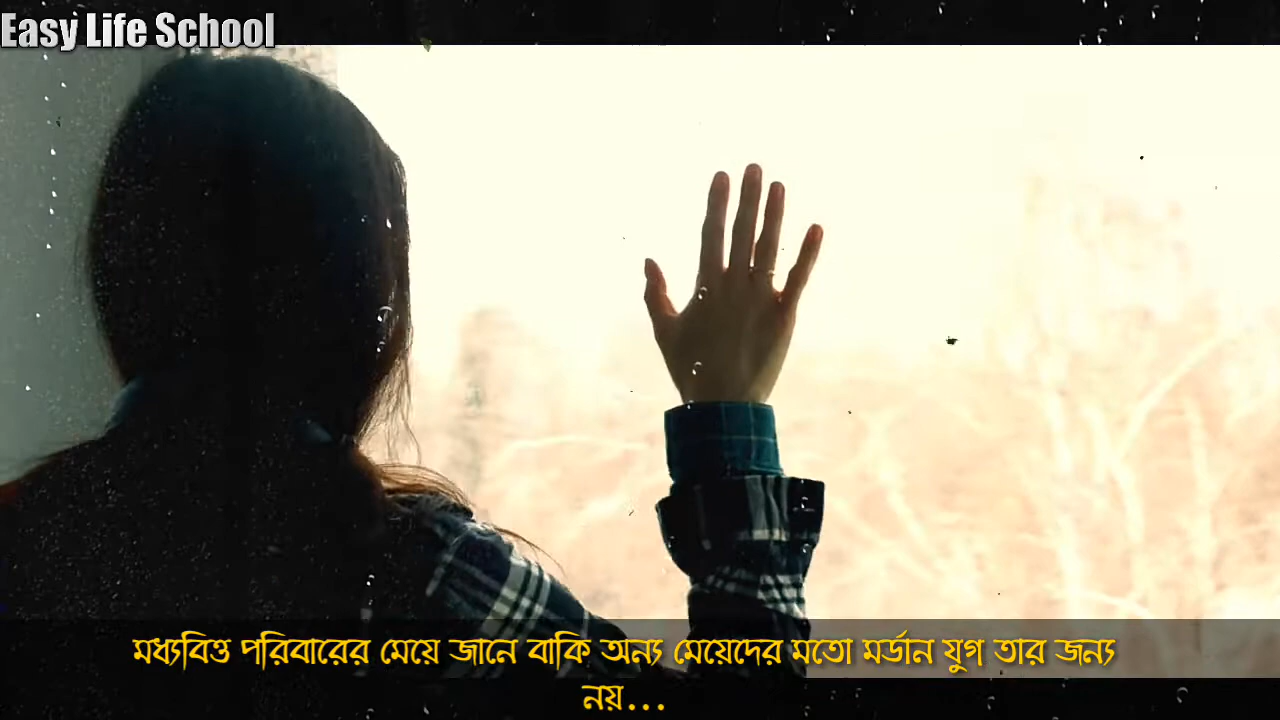 Easy Life School
মধ্যবিত্ত পরিবারের মেয়ে জানে বাকি অন্য মেয়েদের মতো মর্ডান যুগ তার জন্য
নয়...